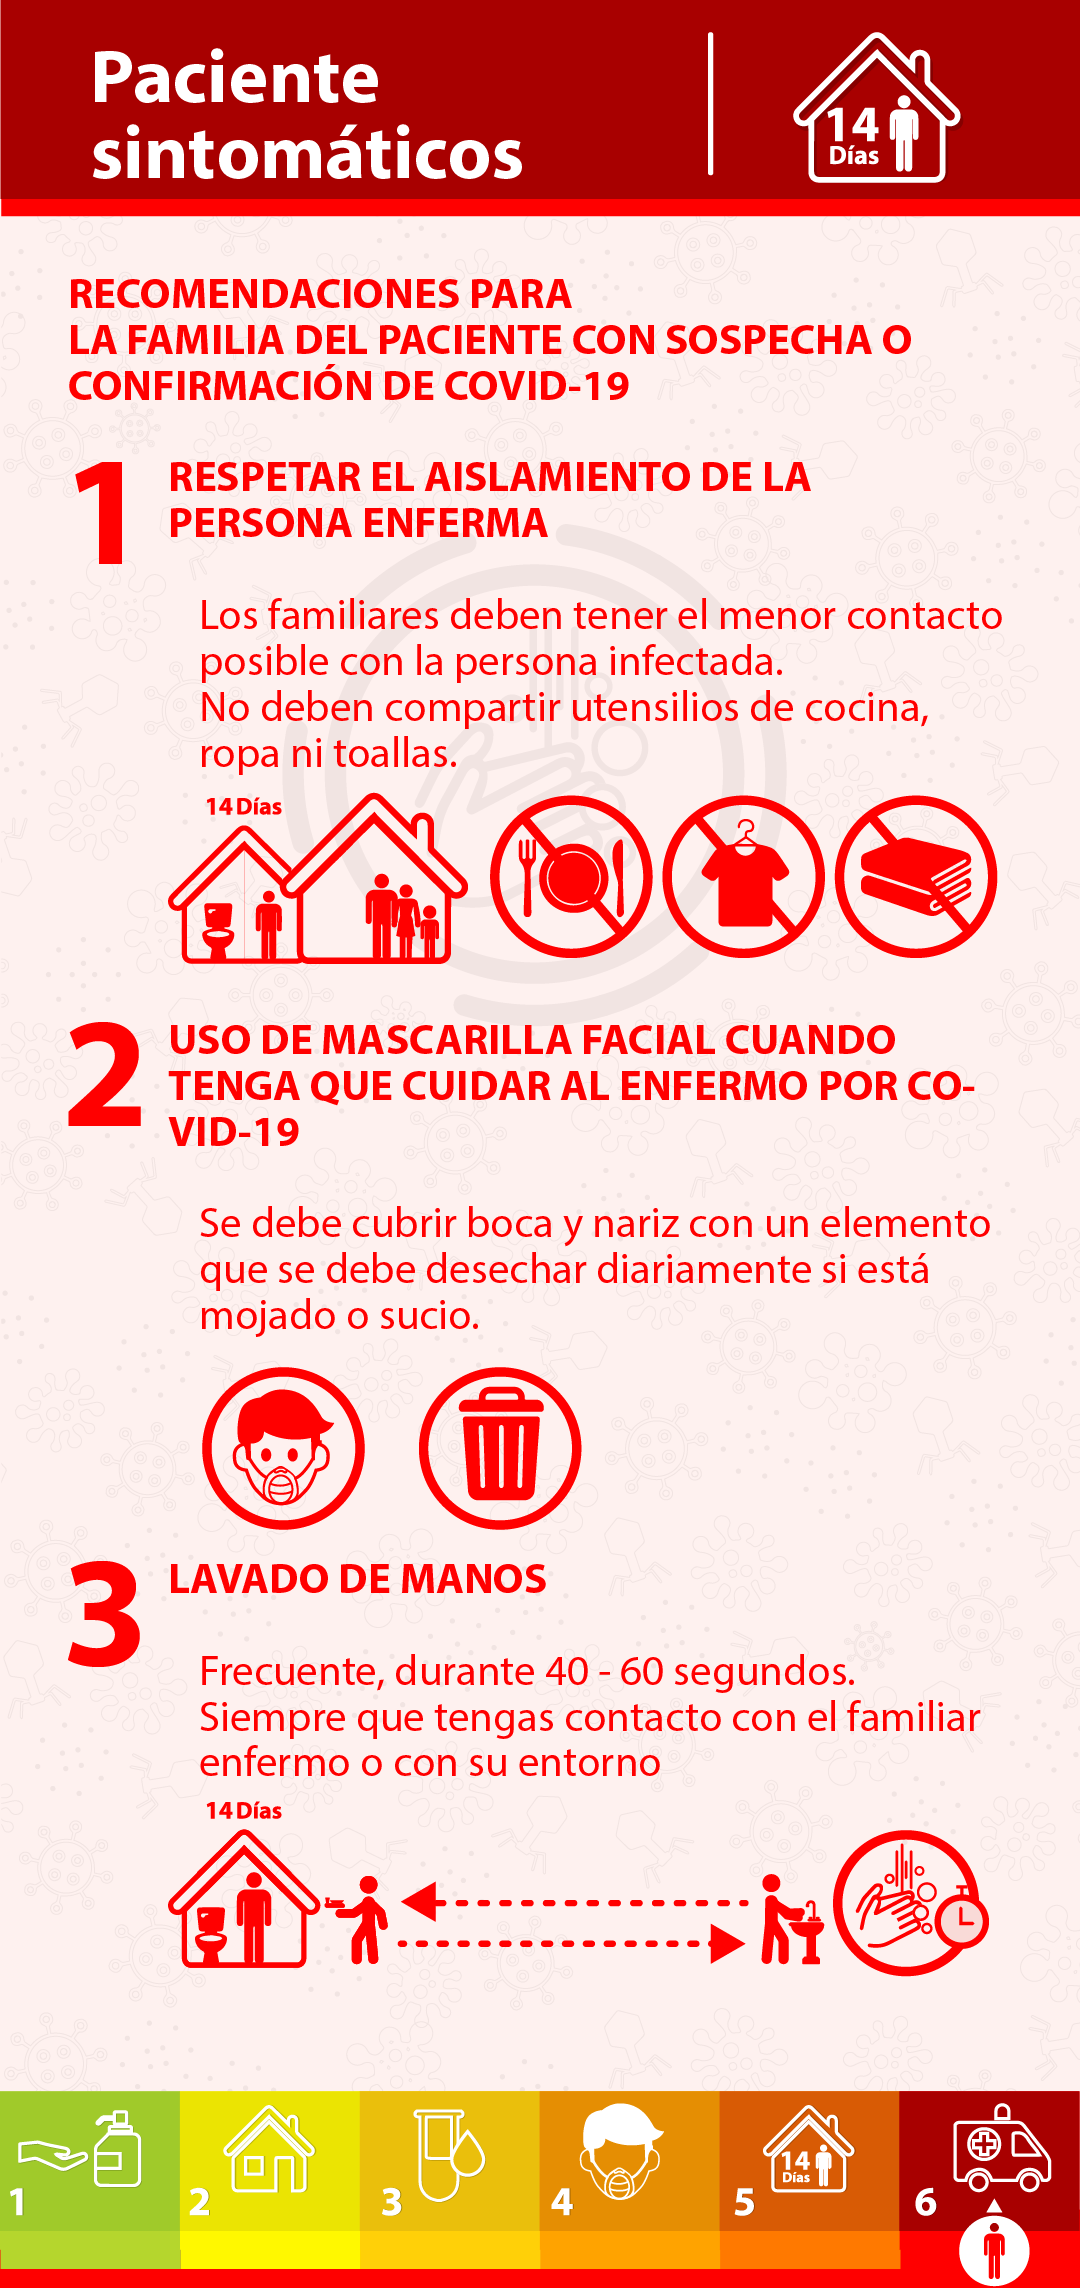 Paciente
sintomáticos
14
Días
RECOMENDACIONES PARA
LA FAMILIA DEL PACIENTE CON SOSPECHA O
CONFIRMACIÓN DE COVID-19
1
RESPETAR EL AISLAMIENTO DE LA
PERSONA ENFERMA
Los familiares deben tener el menor contacto
posible con la persona infectada.
No deben compartir utensilios de cocina,
ropa ni toallas.
14 Días
2
USO DE MASCARILLA FACIAL CUANDO
TENGA QUE CUIDAR AL ENFERMO POR CO-
VID-19
Se debe cubrir boca y nariz con un elemento
que se debe desechar diariamente si está
mojado o sucio.
3
LAVADO DE MANOS
Frecuente, durante 40 - 60 segundos.
Siempre que tengas contacto con el familiar
enfermo o con su entorno
14 Días
14
Días
1 2 3 4 5 6